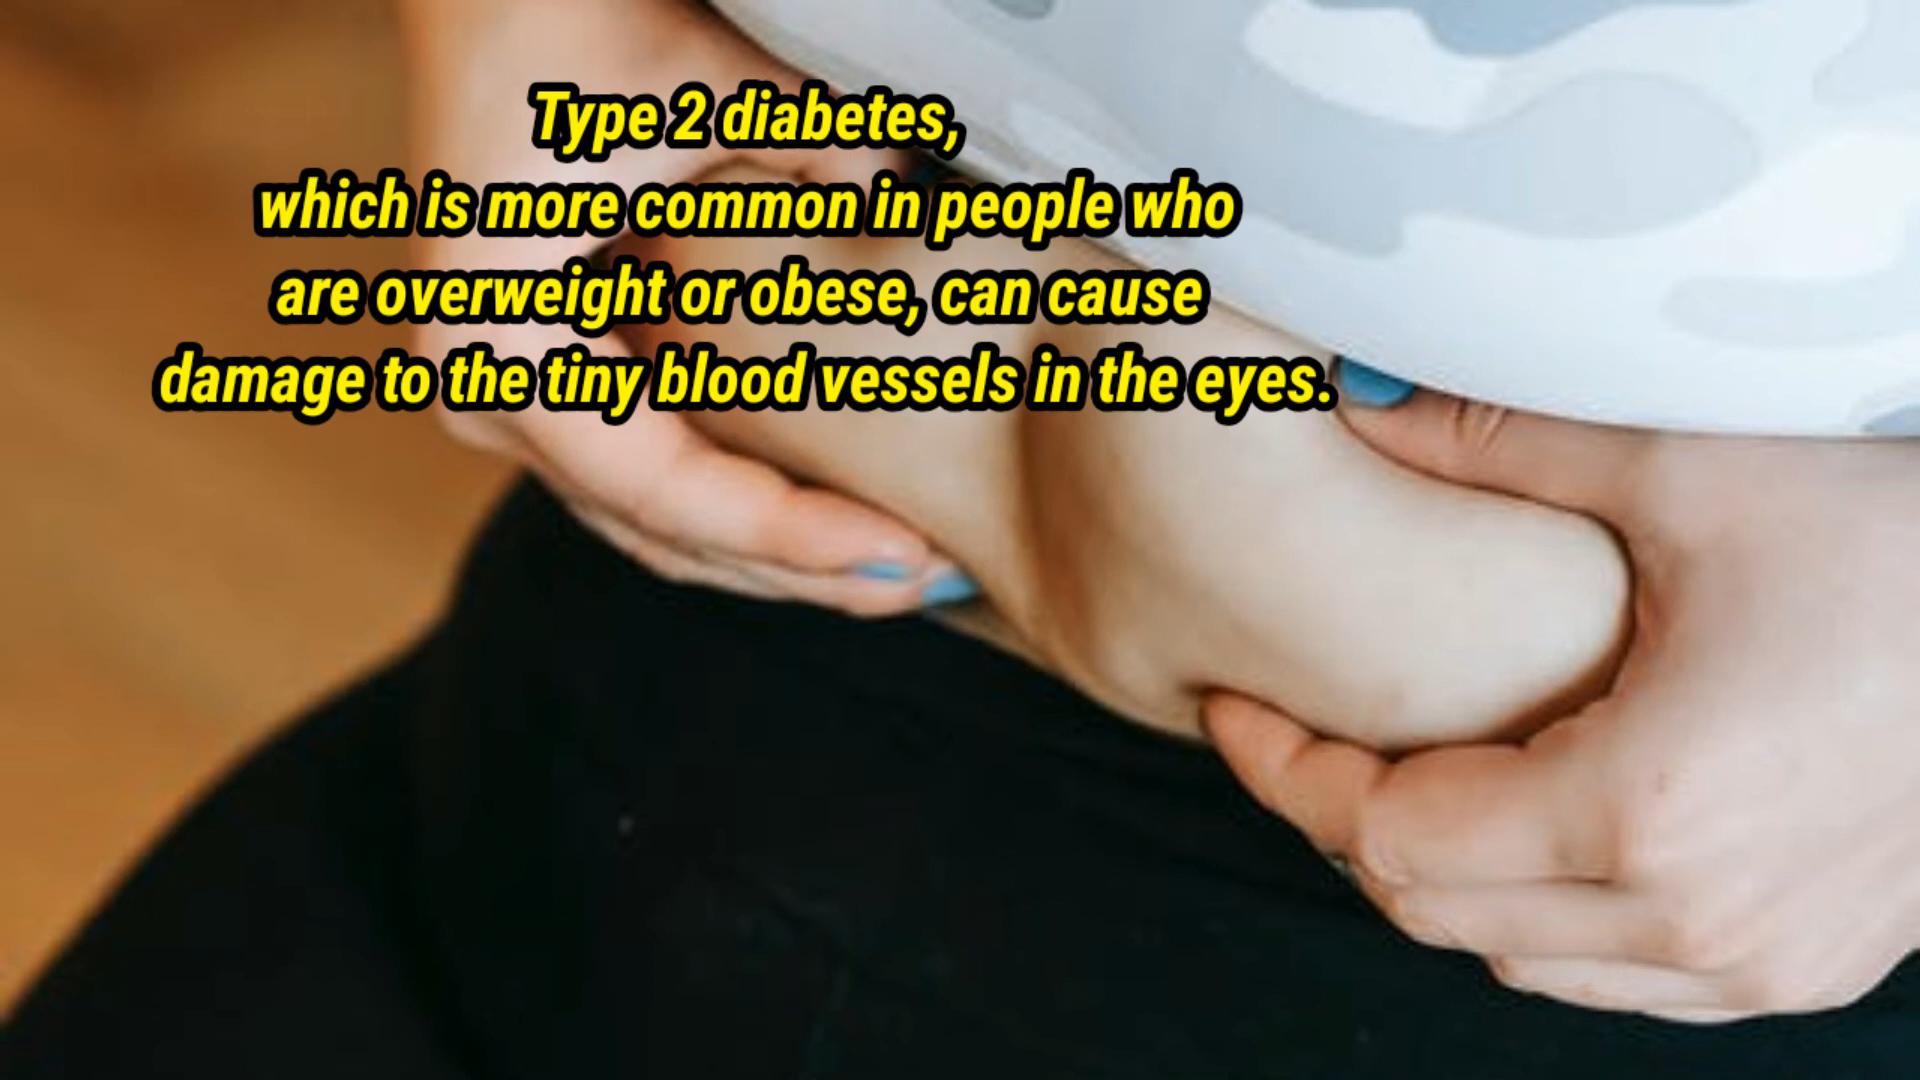 Type 2 diabetes,
which is more common in people who
are overweight or obese, can cause
damage to the tiny blood vessels in the eyes.